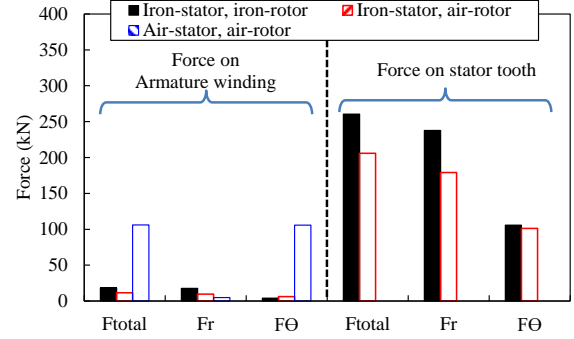 Iron-stator, iron-rotor
Iron-stator, air-rotor
Air-stator, air-rotor
Force on
Armature winding
Force on stator tooth
Force (kN)
400
350
300
250
200
150
100
50
0
Ftotal Fr FΘ Ftotal Fr FΘ